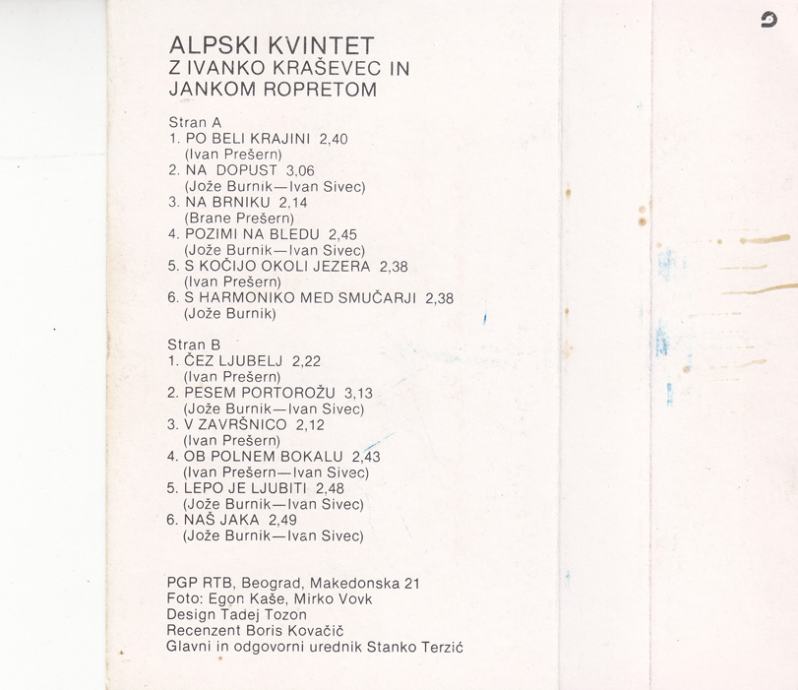 ALPSKI KVINTET
Z IVANKO KRAŠEVEC IN
JANKOM ROPRETOM
Stran A
1. PO BELI KRAJINI 2,40
(Ivan Prešern)
2. NA DOPUST 3,06
(Jože Burnik—Ivan Sivec)
3. NA BRNIKU 2,14
(Brane Prešern)
4. POZIMI NA BLEDU 2,45
(Jože Burnik—Ivan Sivec)
5. S KOČIJO OKOLI JEZERA 2,38
(Ivan Prešern)
6. S HARMONIKO MED SMUČARJI 2,38
(Jože Burnik)
Stran B
1. ČEZ LJUBELJ 2,22
(Ivan Prešern)
2. PESEM PORTOROŽU 3,13
(Jože Burnik—Ivan Sivec)
3. V ZAVRŠNICO 2,12
(Ivan Prešern)
4. OB POLNEM BOKALU 2,43
(Ivan Prešern—Ivan Sivec)
5. LEPO JE LJUBITI 2,48
(Jože Burnik—Ivan Sivec)
6. NAŠ JAKA 2,49
(Jože Burnik—Ivan Sivec)
PGP RTB, Beograd, Makedonska 21
Foto: Egon Kaše, Mirko Vovk
Design Tadej Tozon
Recenzent Boris Kovačič
Glavni in odgovorni urednik Stanko Terzić